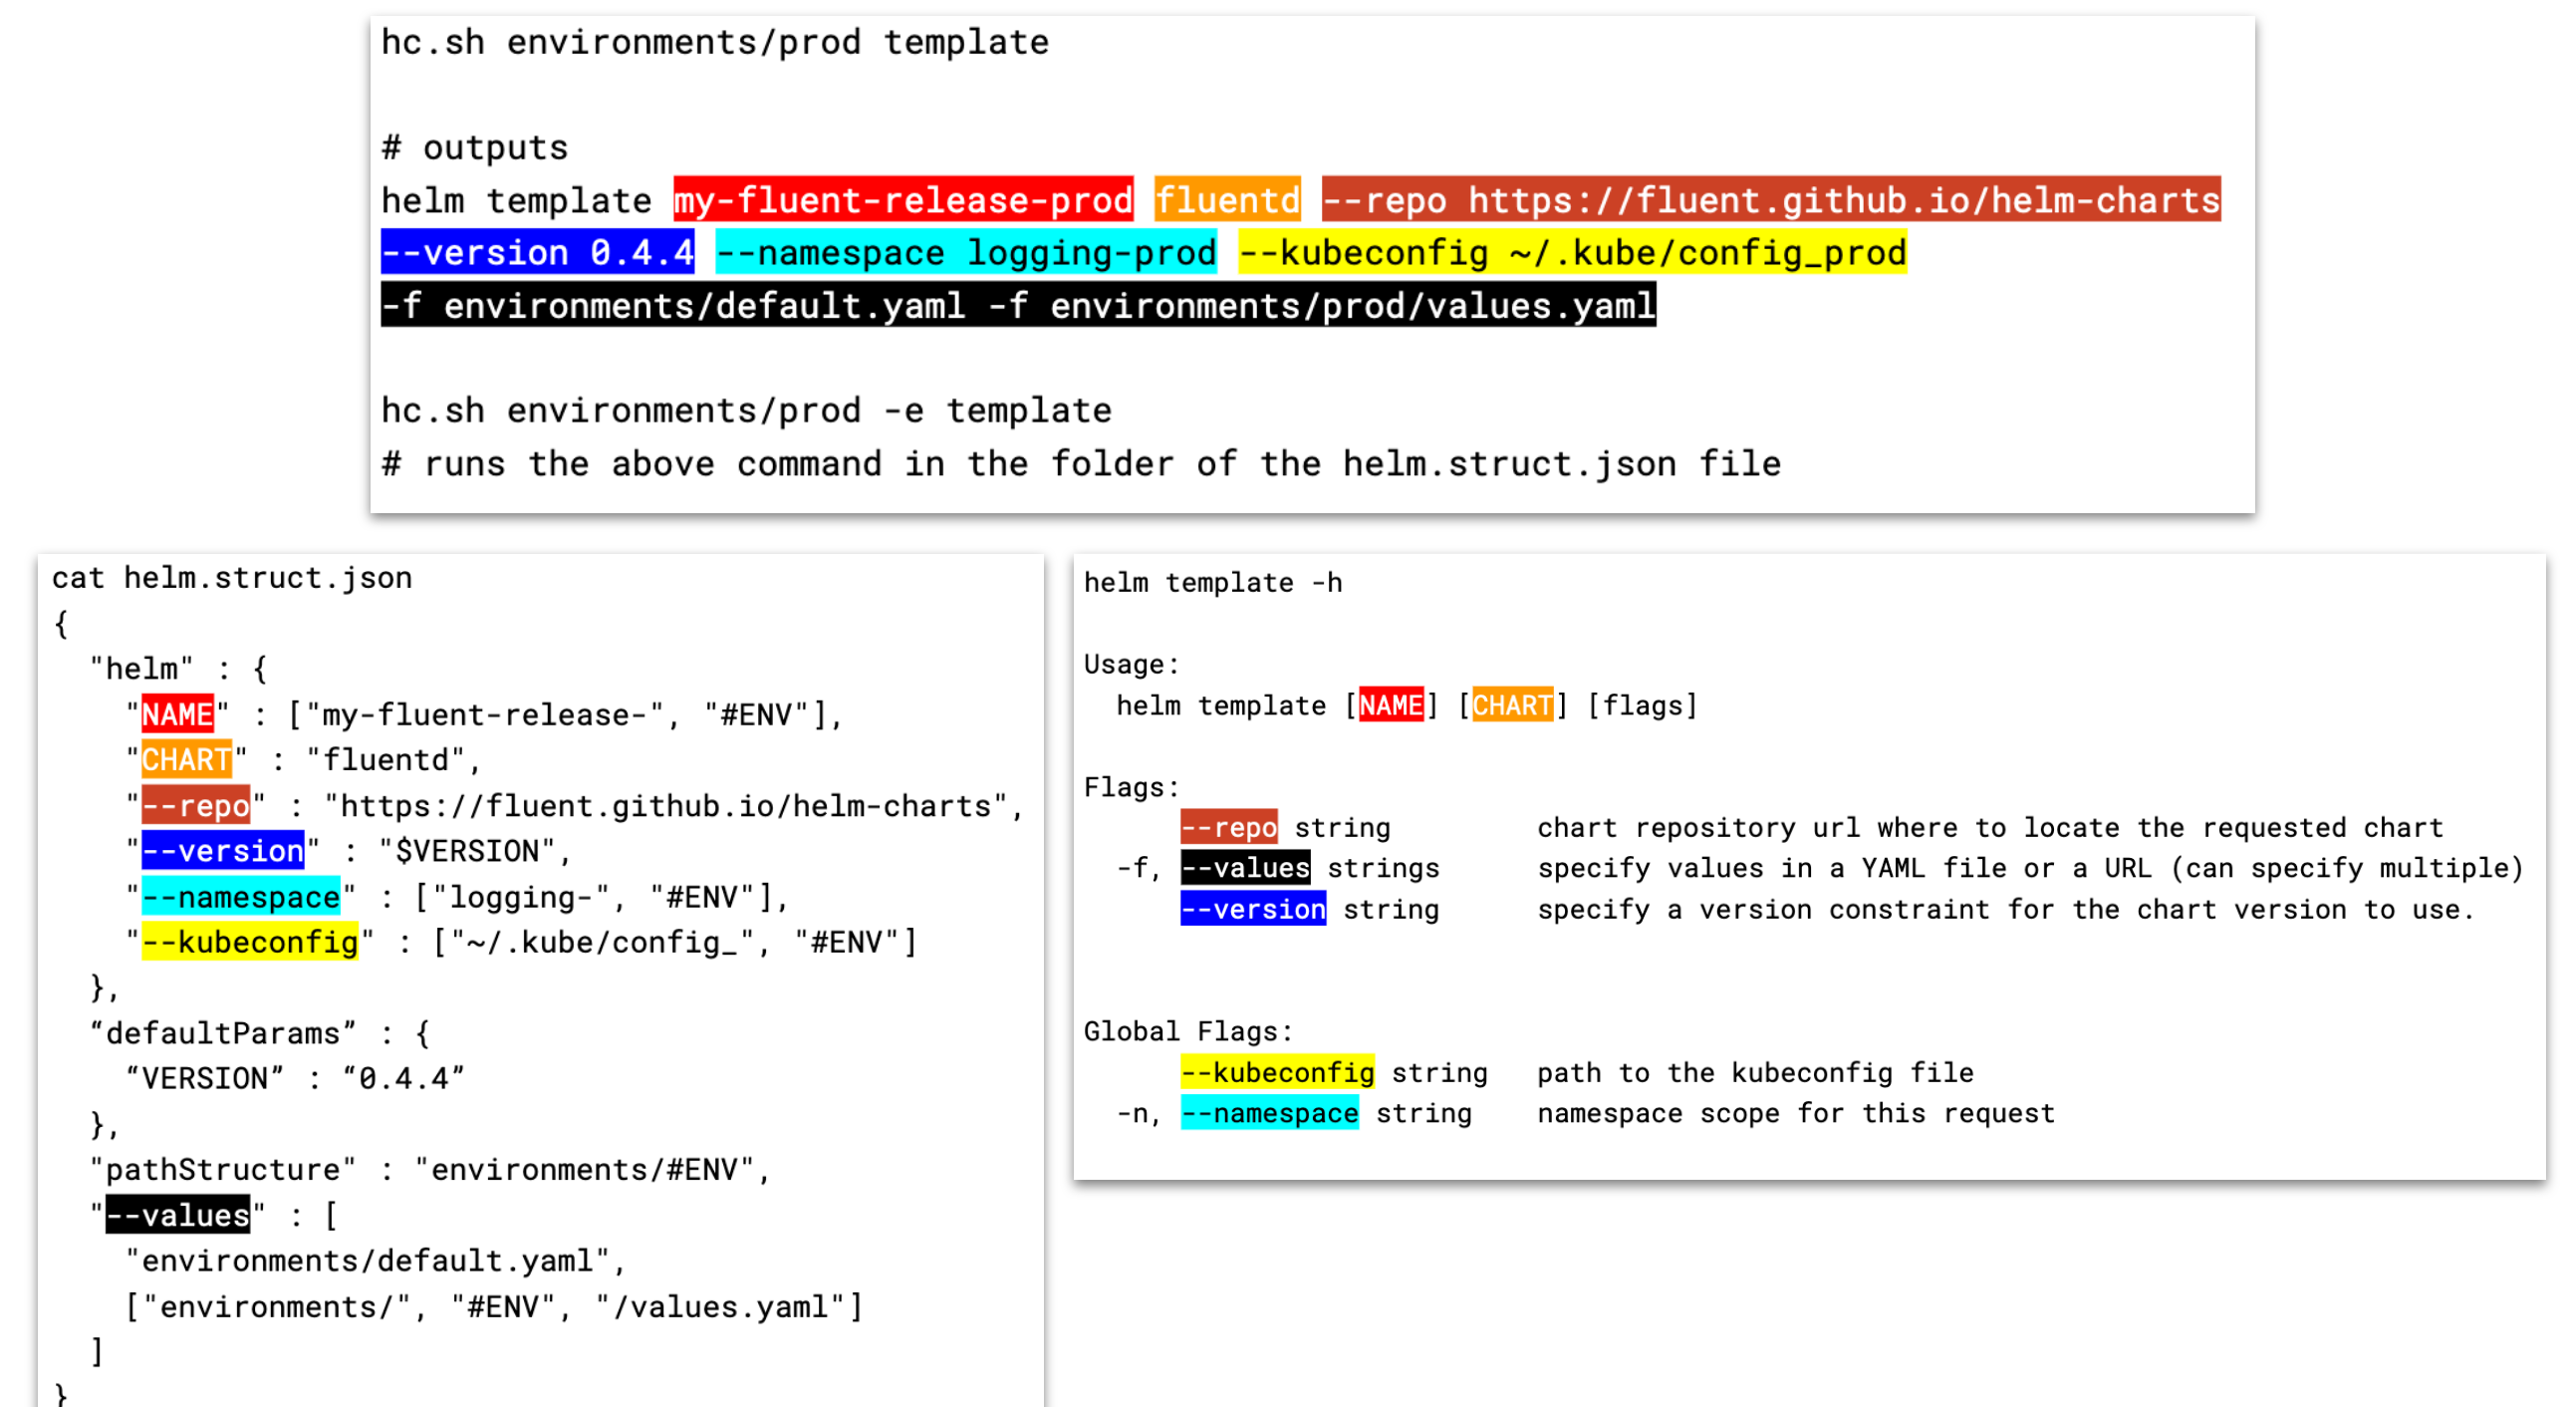 hc.sh environments/prod template
# outputs
helm template my-fluent-release-prod fluentd --repo https://fluent.github.io/helm-charts
--version 0.4.4 --namespace logging-prod --kubeconfig ~/.kube/config_prod
-f environments/default.yaml -f environments/prod/values.yaml
hc.sh environments/prod -e template
# runs the above command in the folder of the helm.struct.json file
cat helm.struct.json
{
"helm" : {
"NAME" : ["my-fluent-release-", "#ENV"],
"CHART" : "fluentd",
"--repo" : "https://fluent.github.io/helm-charts",
"--version" : "$VERSION",
"--namespace" : ["logging-", "#ENV"],
"--kubeconfig" : ["~/.kube/config_", "#ENV"]
},
“defaultParams” : {
“VERSION” : “0.4.4”
},
"pathStructure" : "environments/#ENV",
"--values" : [
"environments/default.yaml",
["environments/", "#ENV", "/values.yaml"]
]
}
helm template -h
Usage:
helm template [NAME] [CHART] [flags]
Flags:
--repo string chart repository url where to locate the requested chart
-f, --values strings specify values in a YAML file or a URL (can specify multiple)
--version string specify a version constraint for the chart version to use.
Global Flags:
--kubeconfig string path to the kubeconfig file
-n, --namespace string namespace scope for this request